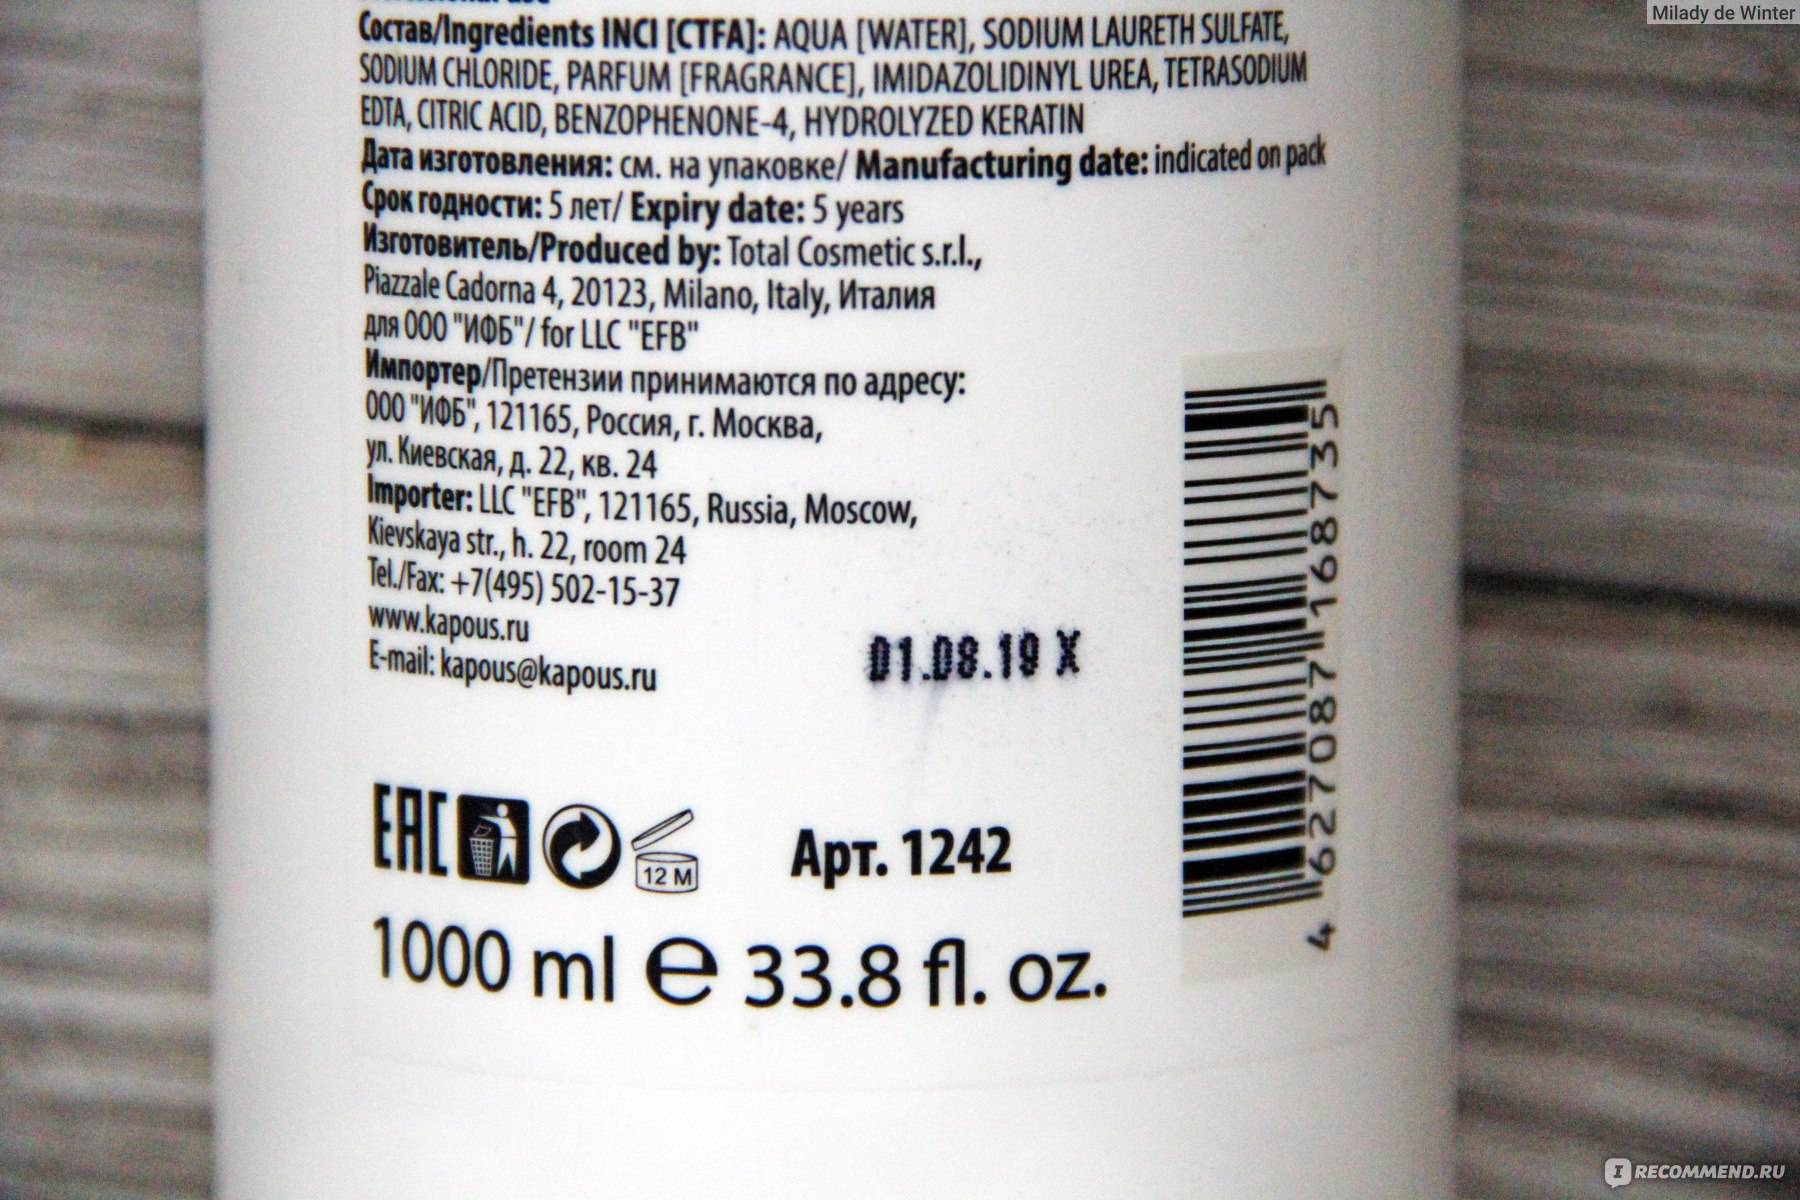 Milady de Winter
Состав/Ingredients INCI [CTFA]: AQUA [WATER], SODIUM LAURETH SULFATE,
SODIUM CHLORIDE, PARFUM [FRAGRANCE], IMIDAZOLIDINYL UREA, TETRASODIUM
EDTA, CITRIC ACID, BENZOPHENONE-4, HYDROLYZED KERATIN
Дата изготовления: см. на упаковке/ Manufacturing date: indicated on pack
Срок годности: 5 лет/ Expiry date: 5 years
Изготовитель/Produced by: Total Cosmetic s.r.l.,
Piazzale Cadorna 4, 20123, Milano, Italy, Италия
для ООО "ИФБ"/ for LLC "EFB"
Импортер/Претензии принимаются по адресу:
ООО "ИФБ", 121165, Россия, г. Москва,
ул. Киевская, д. 22, кв. 24
Importer: LLC "EFB", 121165, Russia, Moscow,
Kievskaya str., h. 22, room 24
Tel./Fax: +7(495) 502-15-37
www.kapous.ru
E-mail: kapous@kapous.ru
01.08.19 X
EAC
12 M
Арт. 1242
1000 ml e 33.8 fl. oz.
4 627087 168735
IRECOMMEND.RU